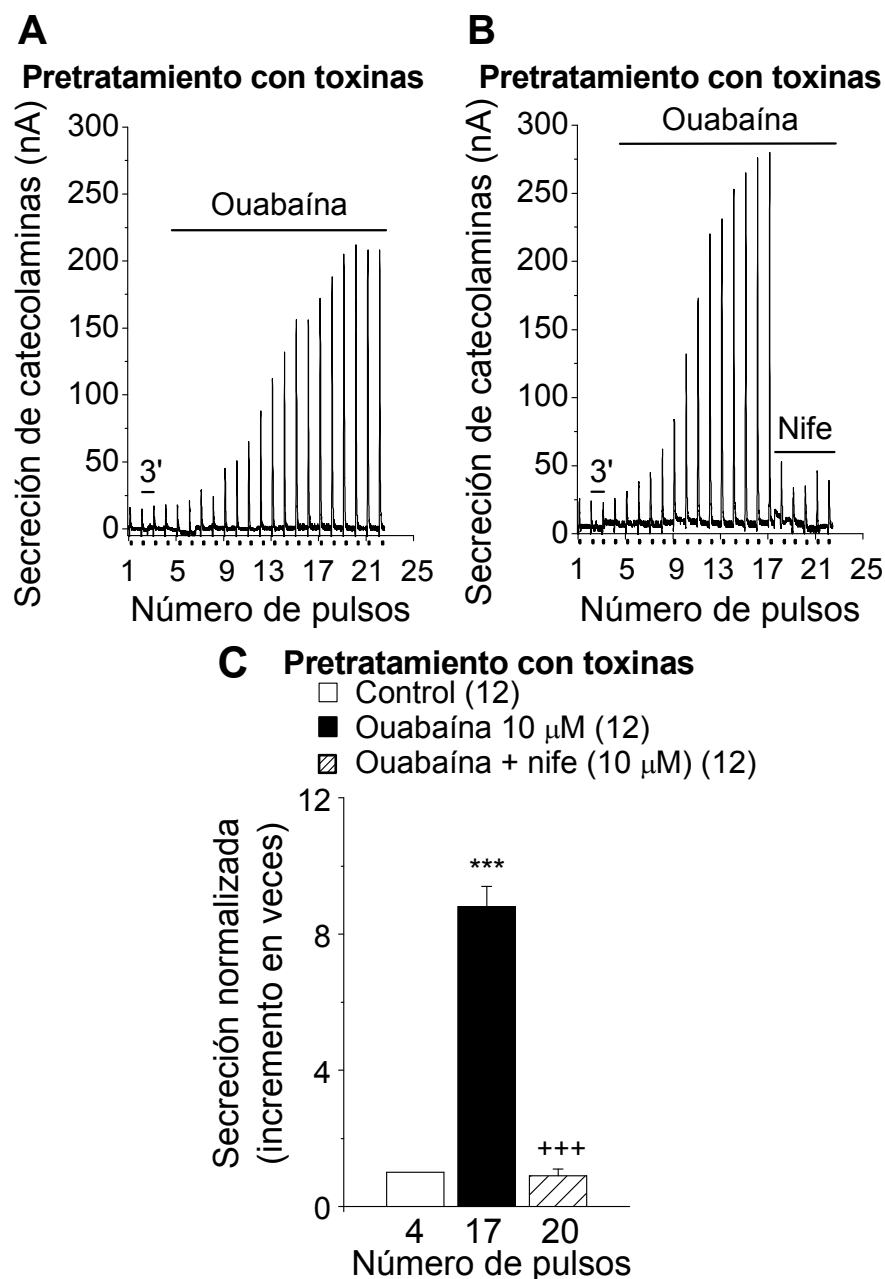 A
Pretratamiento con toxinas
Secreción de catecolaminas (nA)
300
250
200
150
100
50
0
Ouabaína
3'
1 5 9 13 17 21 25
Número de pulsos
B
Pretratamiento con toxinas
Secreción de catecolaminas (nA)
300
250
200
150
100
50
0
Ouabaína
Nife
3'
1 5 9 13 17 21 25
Número de pulsos
C Pretratamiento con toxinas
Control (12)
Ouabaína 10 μM (12)
Ouabaína + nife (10 μM) (12)
Secreción normalizada
(incremento en veces)
12
8
4
0
***
+++
4 17 20
Número de pulsos